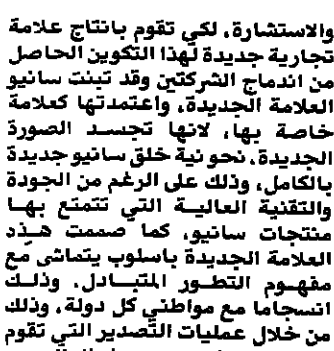 والاستشارة، لكي تقوم بانتاج علامة
تجارية جديدة لهذا التكوين الحاصل
من اندماج الشركتين وقد تبنت سانيو
العلامة الجديدة، واعتمدتها كعلامة
خاصة بها، لانها تجسد الصورة
الجديدة، نحو نية خلق سانيو جديدة
بالكامل، وذلك على الرغم من الجودة
والتقنية العالية التي تتمتع بها
منتجات سانيو، كما صممت هذه
العلامة الجديدة باسلوب يتماشى مع
مفهوم التطور المتبادل، وذلك
انسجاما مع مواطني كل دولة، وذلك
من خلال عمليات التصدير التي تقوم